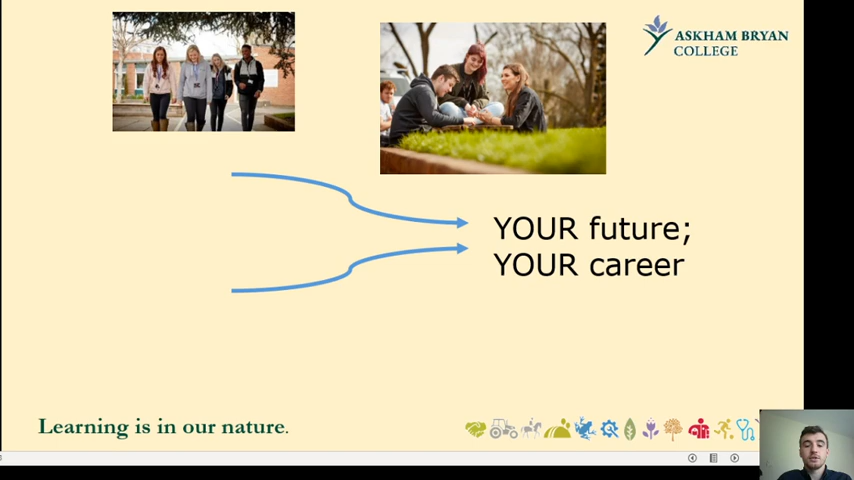 ASKHAM BRYAN
COLLEGE
YOUR future;
YOUR career
Learning is in our nature.